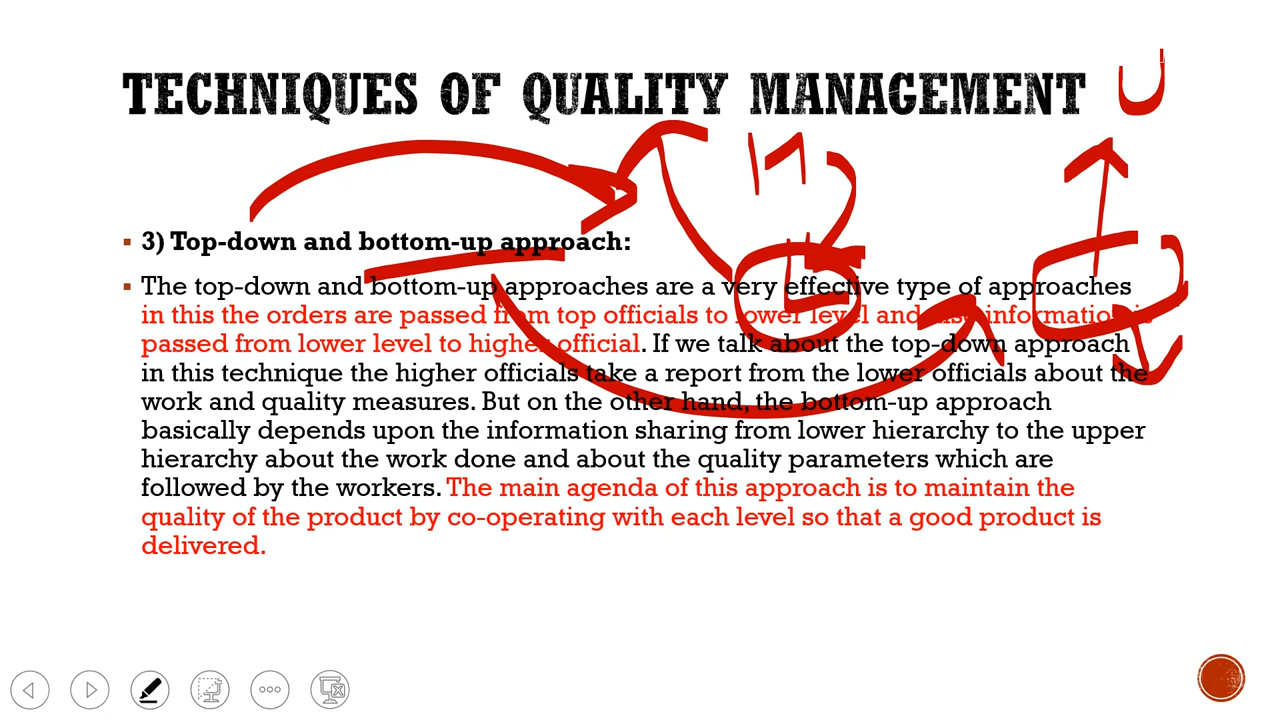 TECHNIQUES OF QUALITY MANAGEMENT
U
H
L
3) Top-down and bottom-up approach:
The top-down and bottom-up approaches are a very effective type of approaches
in this the orders are passed from top officials to lower level and also information is
passed from lower level to higher official. If we talk about the top-down approach
in this technique the higher officials take a report from the lower officials about the
work and quality measures. But on the other hand, the bottom-up approach
basically depends upon the information sharing from lower hierarchy to the upper
hierarchy about the work done and about the quality parameters which are
followed by the workers. The main agenda of this approach is to maintain the
quality of the product by co-operating with each level so that a good product is
delivered.